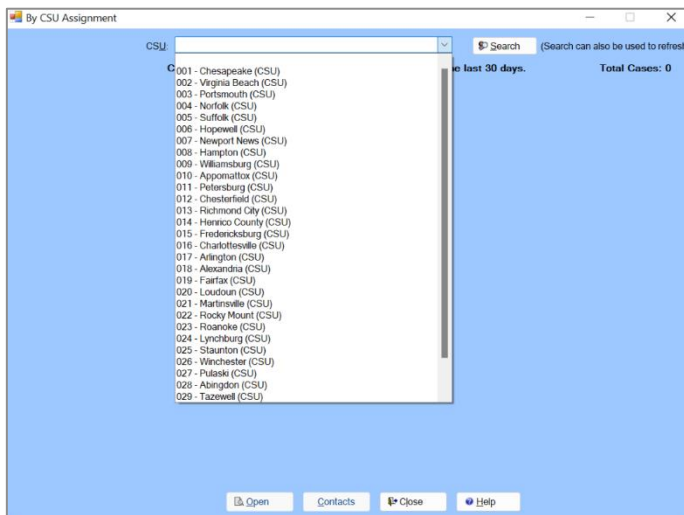 By CSU Assignment
CSU:
Search
(Search can also be used to refresh
C
e last 30 days.
Total Cases: 0
001 - Chesapeake (CSU)
002 - Virginia Beach (CSU)
003 - Portsmouth (CSU)
004 - Norfolk (CSU)
005 - Suffolk (CSU)
006 - Hopewell (CSU)
007 - Newport News (CSU)
008 - Hampton (CSU)
009 - Williamsburg (CSU)
010 - Appomattox (CSU)
011 - Petersburg (CSU)
012 - Chesterfield (CSU)
013 - Richmond City (CSU)
014 - Henrico County (CSU)
015 - Fredericksburg (CSU)
016 - Charlottesville (CSU)
017 - Arlington (CSU)
018 - Alexandria (CSU)
019 - Fairfax (CSU)
020 - Loudoun (CSU)
021 - Martinsville (CSU)
022 - Rocky Mount (CSU)
023 - Roanoke (CSU)
024 - Lynchburg (CSU)
025 - Staunton (CSU)
026 - Winchester (CSU)
027 - Pulaski (CSU)
028 - Abingdon (CSU)
029 - Tazewell (CSU)
Open
Contacts
Close
Help